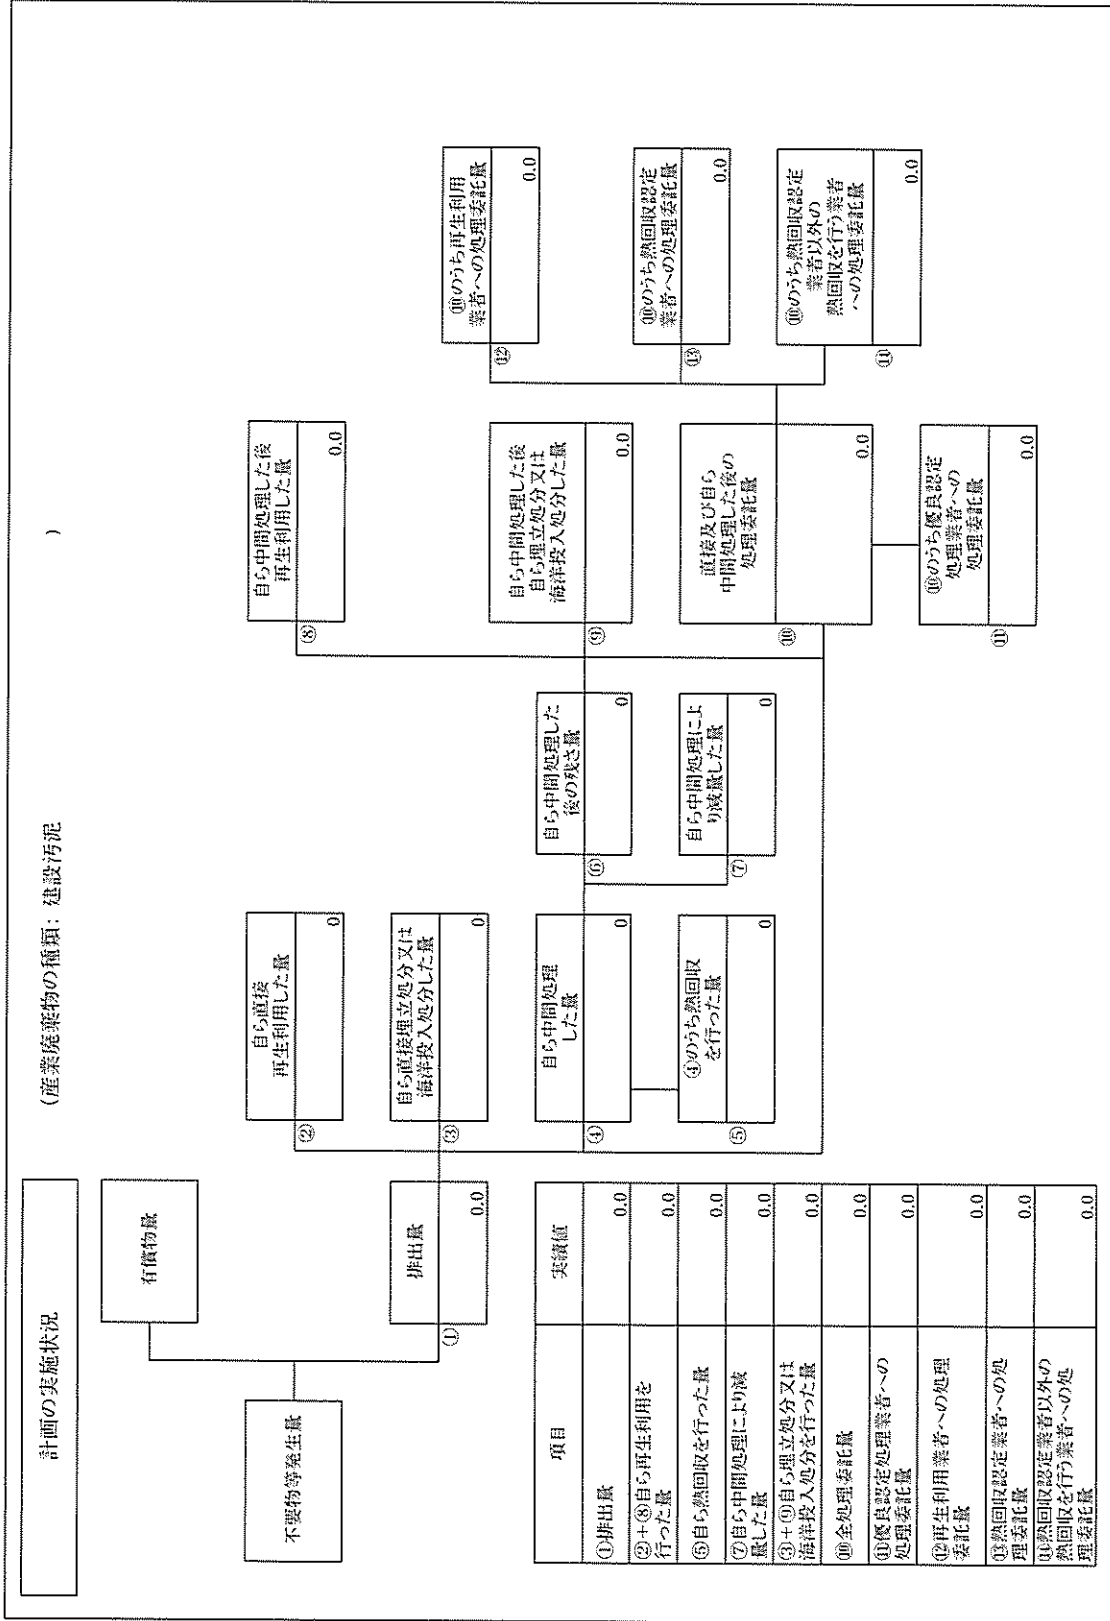 計画の実施状況
(産業廃棄物の種類: 建設汚泥
)
不要物等発生量
有償物量
排出量
①
0.0
自ら直接
再生利用した量
②
0
自ら直接埋立処分又は
海洋投入処分した量
③
0
自ら中間処理
した量
④
0
④のうち熱回収
を行った量
⑤
0
自ら中間処理した
後の残さ量
⑥
0
自ら中間処理によ
り減量した量
⑦
0
自ら中間処理した後
再生利用した量
⑧
0.0
自ら中間処理した後
自ら埋立処分又は
海洋投入処分した量
⑨
0.0
直接及び自ら
中間処理した後の
処理委託量
⑩
0.0
⑩のうち優良認定
処理業者への
処理委託量
⑪
0.0
⑩のうち再生利用
業者への処理委託量
⑫
0.0
⑩のうち熱回収認定
業者への処理委託量
⑬
0.0
⑩のうち熱回収認定
業者以外の
熱回収を行う業者
への処理委託量
⑭
0.0
項目 実績値
①排出量 0.0
②+⑧自ら再生利用を
行った量 0.0
⑤自ら熱回収を行った量 0.0
⑦自ら中間処理により減
量した量 0.0
③+⑨自ら埋立処分又は
海洋投入処分を行った量 0.0
⑩全処理委託量 0.0
⑪優良認定処理業者への
処理委託量 0.0
⑫再生利用業者への処理
委託量 0.0
⑬熱回収認定業者への処
理委託量 0.0
⑭熱回収認定業者以外の
熱回収を行う業者への処
理委託量 0.0